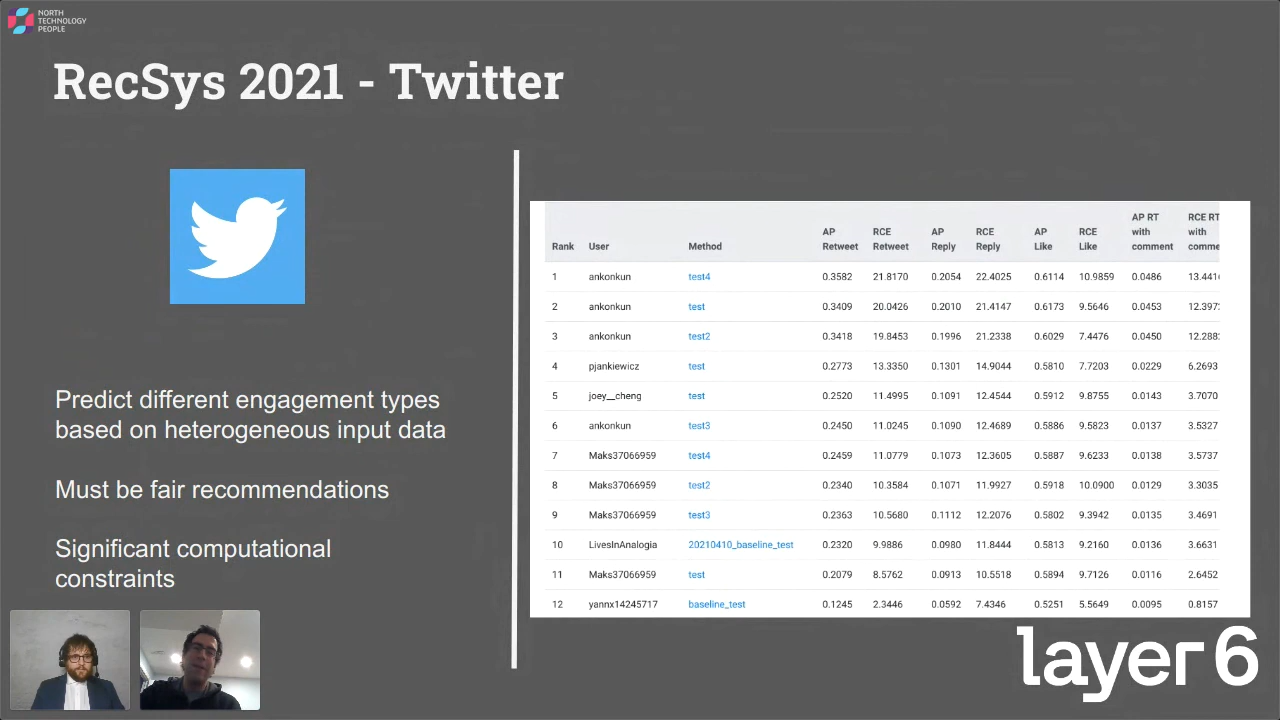 NORTH
TECHNOLOGY
PEOPLE
RecSys 2021 - Twitter
Predict different engagement types
based on heterogeneous input data
Must be fair recommendations
Significant computational
constraints
Rank User Method AP Retweet RCE Retweet AP Reply RCE Reply AP Like RCE Like AP RT with comment RCE RT with comme
1 ankonkun test4 0.3582 21.8170 0.2054 22.4025 0.6114 10.9859 0.0486 13.441
2 ankonkun test 0.3409 20.0426 0.2010 21.4147 0.6173 9.5646 0.0453 12.397
3 ankonkun test2 0.3418 19.8453 0.1996 21.2338 0.6029 7.4476 0.0450 12.288
4 pjankiewicz test 0.2773 13.3350 0.1301 14.9044 0.5810 7.7203 0.0229 6.2693
5 joey__cheng test 0.2520 11.4995 0.1091 12.4544 0.5912 9.8755 0.0143 3.7070
6 ankonkun test3 0.2450 11.0245 0.1090 12.4689 0.5886 9.5823 0.0137 3.5327
7 Maks37066959 test4 0.2459 11.0779 0.1073 12.3605 0.5887 9.6233 0.0138 3.5737
8 Maks37066959 test2 0.2340 10.3584 0.1071 11.9927 0.5918 10.0900 0.0129 3.3035
9 Maks37066959 test3 0.2363 10.5680 0.1112 12.2076 0.5802 9.3942 0.0135 3.4691
10 LivesInAnalogia 20210410_baseline_test 0.2320 9.9886 0.0980 11.8444 0.5813 9.2160 0.0136 3.6631
11 Maks37066959 test 0.2079 8.5762 0.0913 10.5518 0.5894 9.7126 0.0116 2.6452
12 yannx14245717 baseline_test 0.1245 2.3446 0.0592 7.4346 0.5251 5.5649 0.0095 0.8157
layer 6